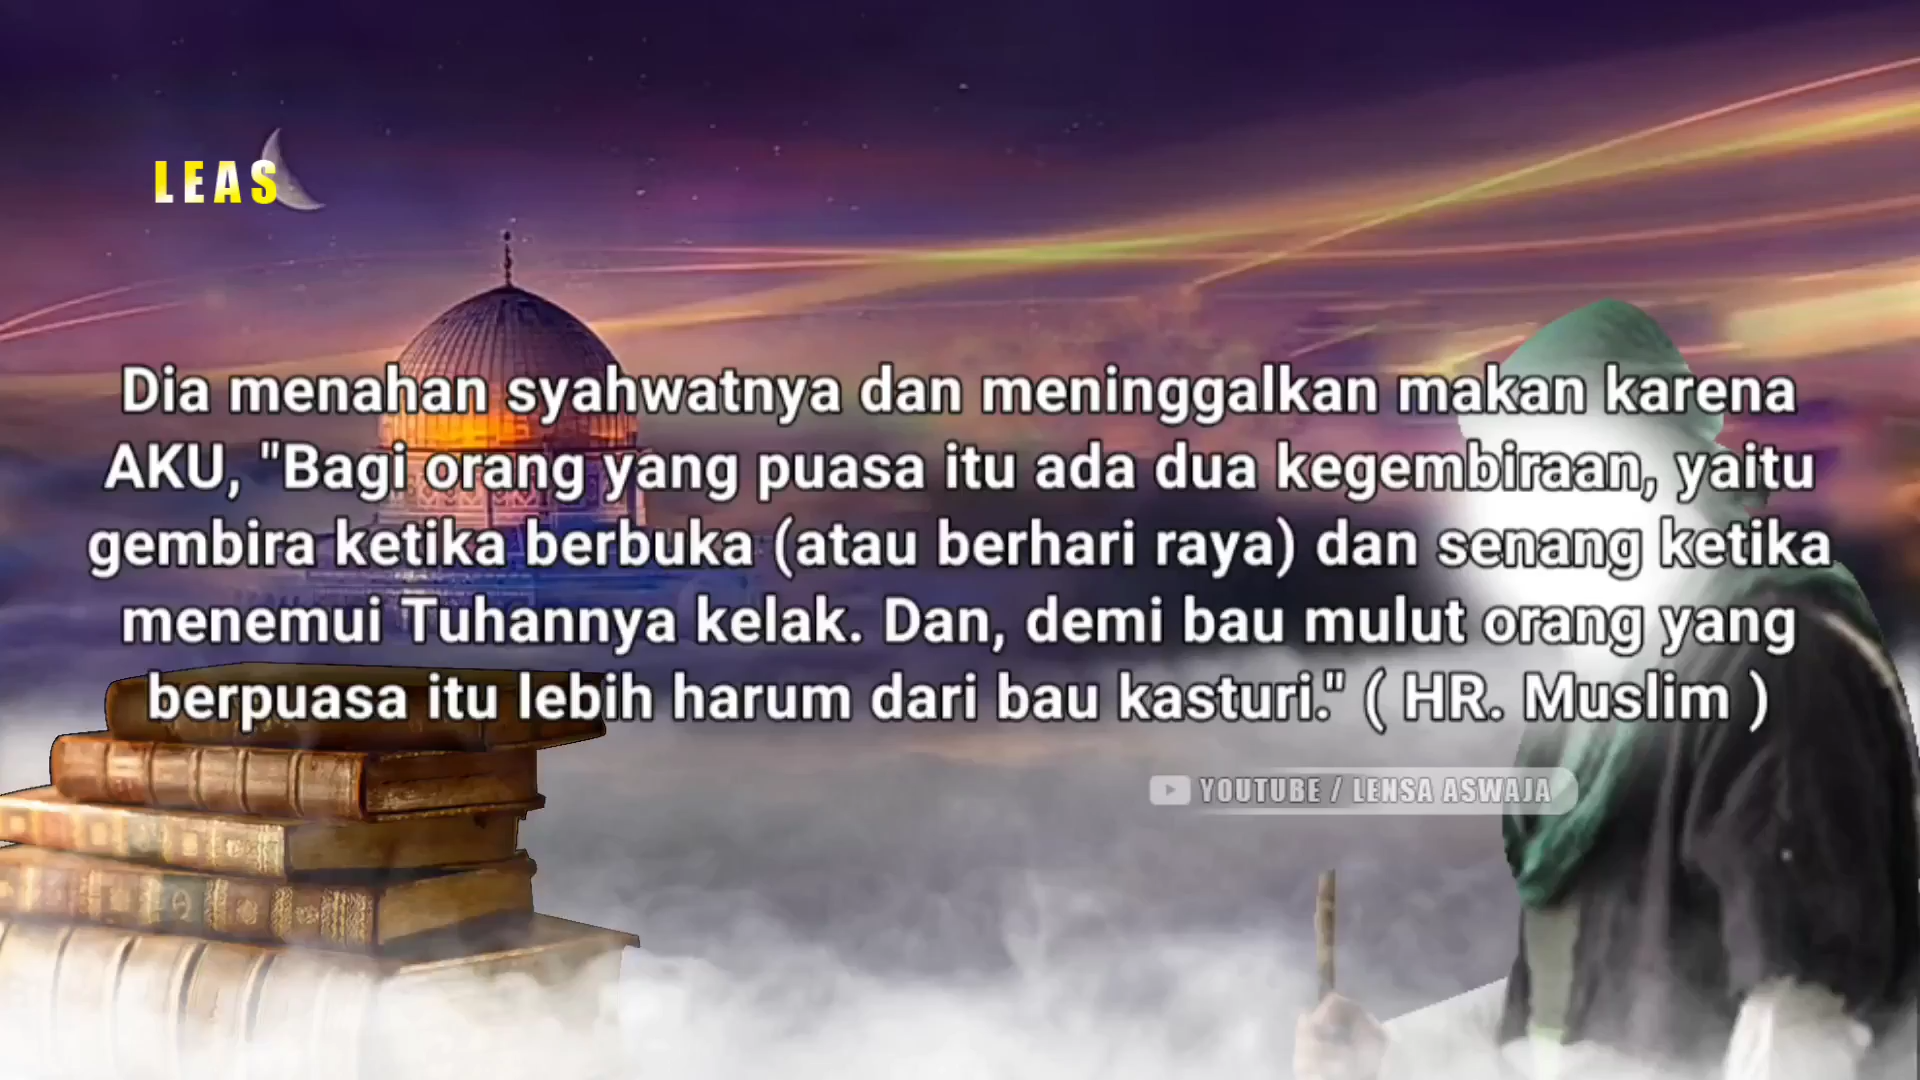 LEAS
Dia menahan syahwatnya dan meninggalkan makan karena
AKU, "Bagi orang yang puasa itu ada dua kegembiraan, yaitu
gembira ketika berbuka (atau berhari raya) dan senang ketika
menemui Tuhannya kelak. Dan, demi bau mulut orang yang
berpuasa itu lebih harum dari bau kasturi." ( HR. Muslim )
YOUTUBE / LENSA ASWAJA